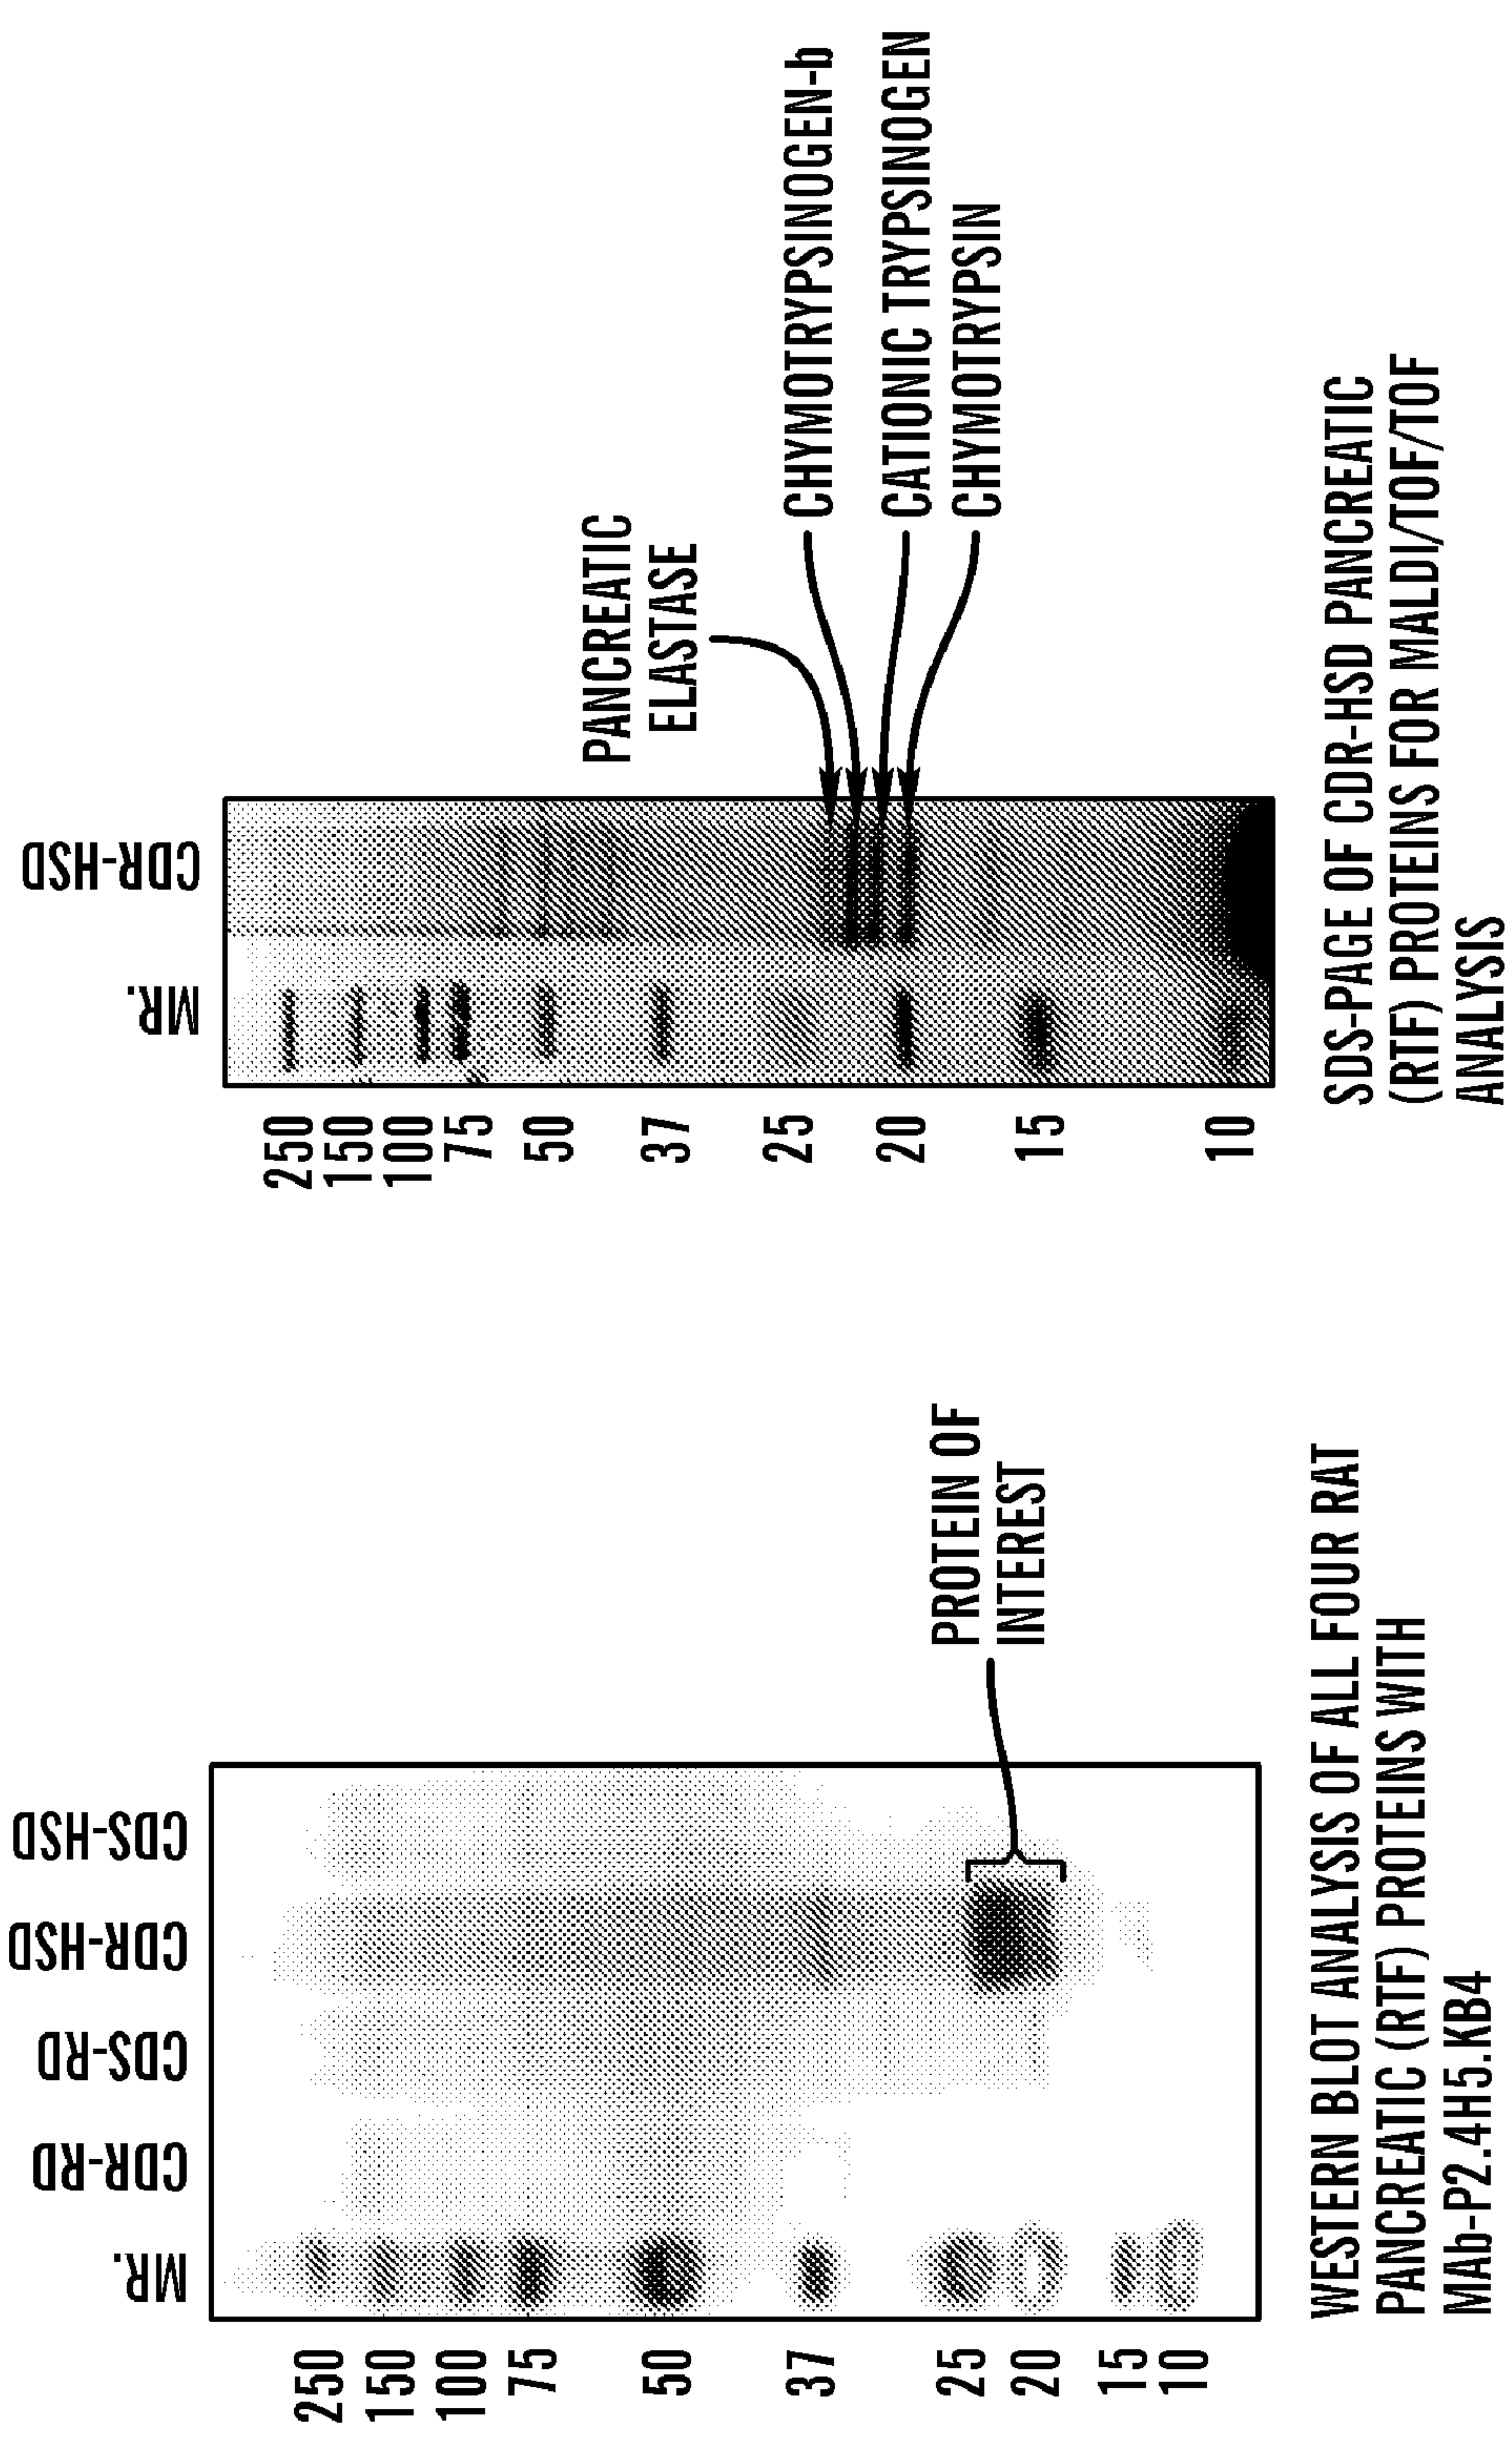 MR.
CDR-RD
CDS-RD
CDR-HSD
CDS-HSD
250
150
100
75
50
37
25
20
15
10
PROTEIN OF
INTEREST
WESTERN BLOT ANALYSIS OF ALL FOUR RAT
PANCREATIC (RTF) PROTEINS WITH
MAb-P2.4H5.KB4
MR.
CDR-HSD
250
150
100
75
50
37
25
20
15
10
PANCREATIC
ELASTASE
CHYMOTRYPSINOGEN-b
CATIONIC TRYPSINOGEN
CHYMOTRYPSIN
SDS-PAGE OF CDR-HSD PANCREATIC
(RTF) PROTEINS FOR MALDI/TOF/TOF
ANALYSIS